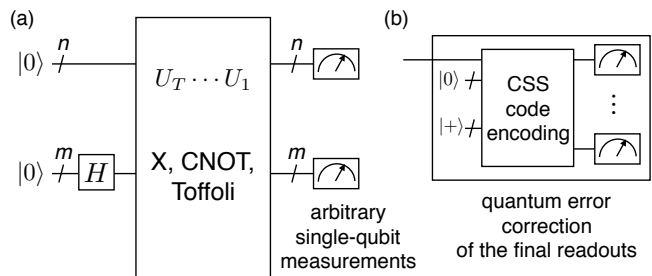 (a)
n
|0⟩
U_T ⋯ U_1
n
m
|0⟩
H
X, CNOT,
Toffoli
m
arbitrary
single-qubit
measurements
(b)
|0⟩
|+⟩
CSS
code
encoding
⋮
quantum error
correction
of the final readouts